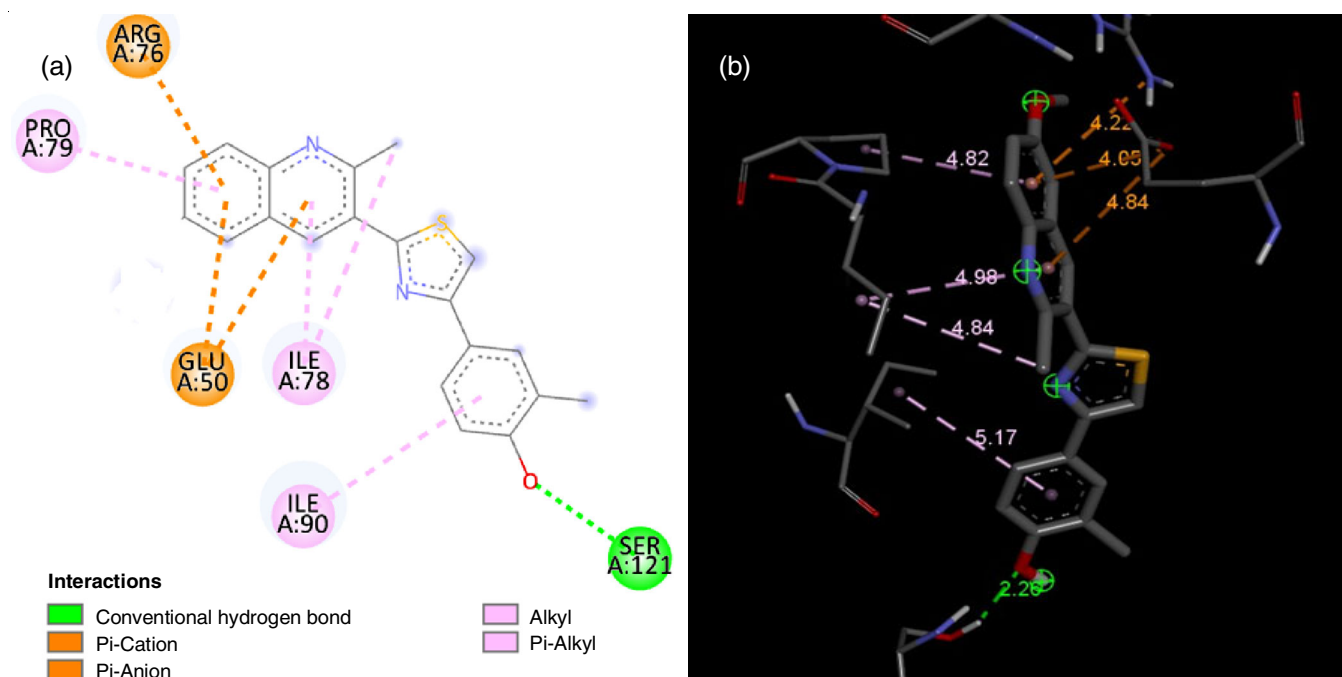 (a)
ARG
A:76
PRO
A:79
N
S
N
GLU
A:50
ILE
A:78
ILE
A:90
O
SER
A:121
Interactions
Conventional hydrogen bond
Pi-Cation
Pi-Anion
Alkyl
Pi-Alkyl
(b)
4.22
4.82
4.05
4.84
4.98
4.84
5.17
2.26